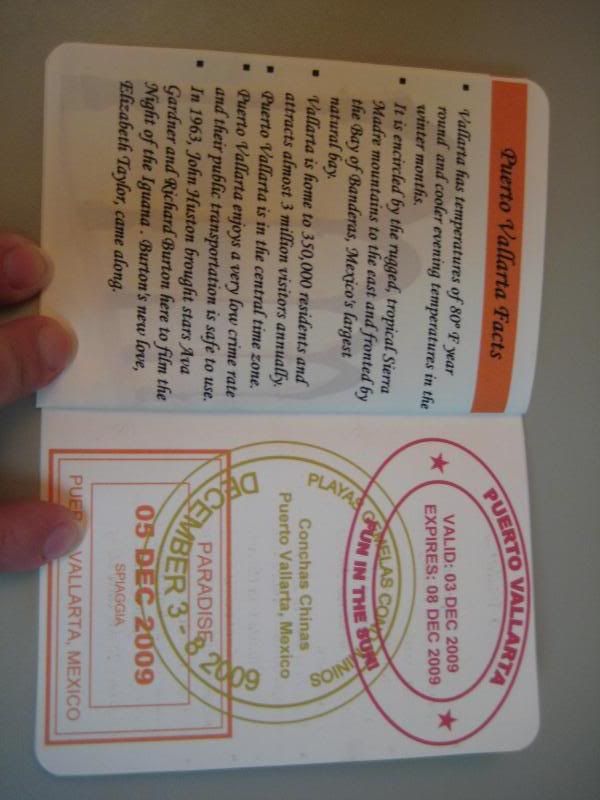 Puerto Vallarta Facts
Vallarta has temperatures of 80º F year
round and cooler evening temperatures in the
winter months.
It is encircled by the rugged, tropical Sierra
Madre mountains to the east and fronted by
the Bay of Banderas, Mexico's largest
natural bay.
Vallarta is home to 350,000 residents and
attracts almost 3 million visitors annually.
Puerto Vallarta is in the central time zone.
Puerto Vallarta enjoys a very low crime rate
and their public transportation is safe to use.
In 1963, John Huston brought stars Ava
Gardner and Richard Burton here to film the
Night of the Iguana . Burton's new love,
Elizabeth Taylor, came along.
PUERTO VALLARTA
VALID: 03 DEC 2009
EXPIRES: 08 DEC 2009
FUN IN THE SUN!
PLAYAS GEMELAS CONDOMINIOS
Conchas Chinas
Puerto Vallarta, Mexico
DECEMBER 3 - 8 2009
PARADISE
05 DEC 2009
SPIAGGIA
VALLARTA, MEXICO